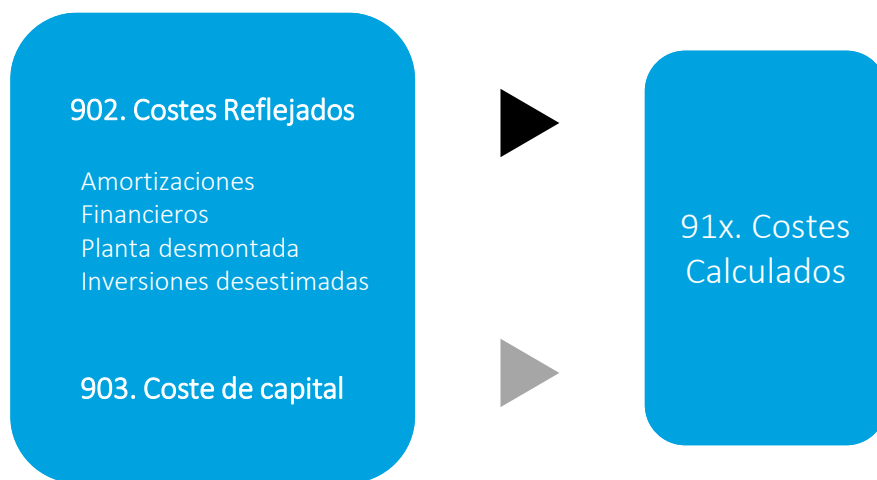 902. Costes Reflejados
Amortizaciones
Financieros
Planta desmontada
Inversiones desestimadas
903. Coste de capital
91x. Costes
Calculados